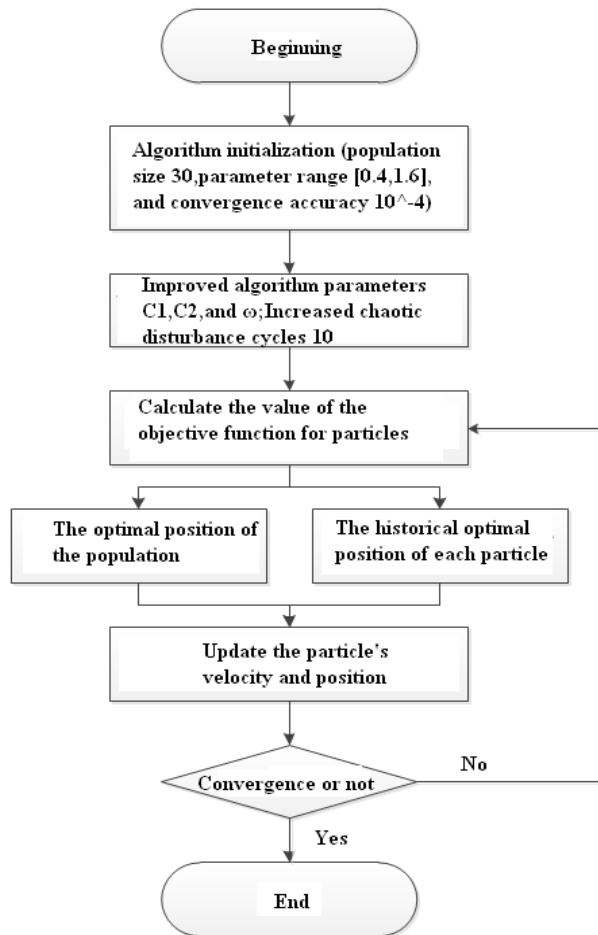 Beginning
Algorithm initialization (population
size 30,parameter range [0.4,1.6],
and convergence accuracy 10^-4)
Improved algorithm parameters
C1,C2,and ω;Increased chaotic
disturbance cycles 10
Calculate the value of the
objective function for particles
The optimal position of
the population
The historical optimal
position of each particle
Update the particle's
velocity and position
Convergence or not
No
Yes
End